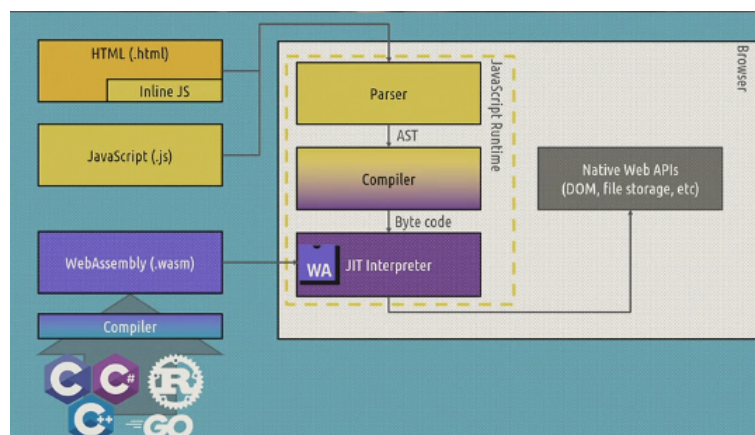 HTML (.html)
Inline JS
JavaScript (.js)
WebAssembly (.wasm)
Compiler
C
C#
R
C++
GO
Browser
JavaScript Runtime
Parser
AST
Compiler
Byte code
WA
JIT Interpreter
Native Web APIs
(DOM, file storage, etc)